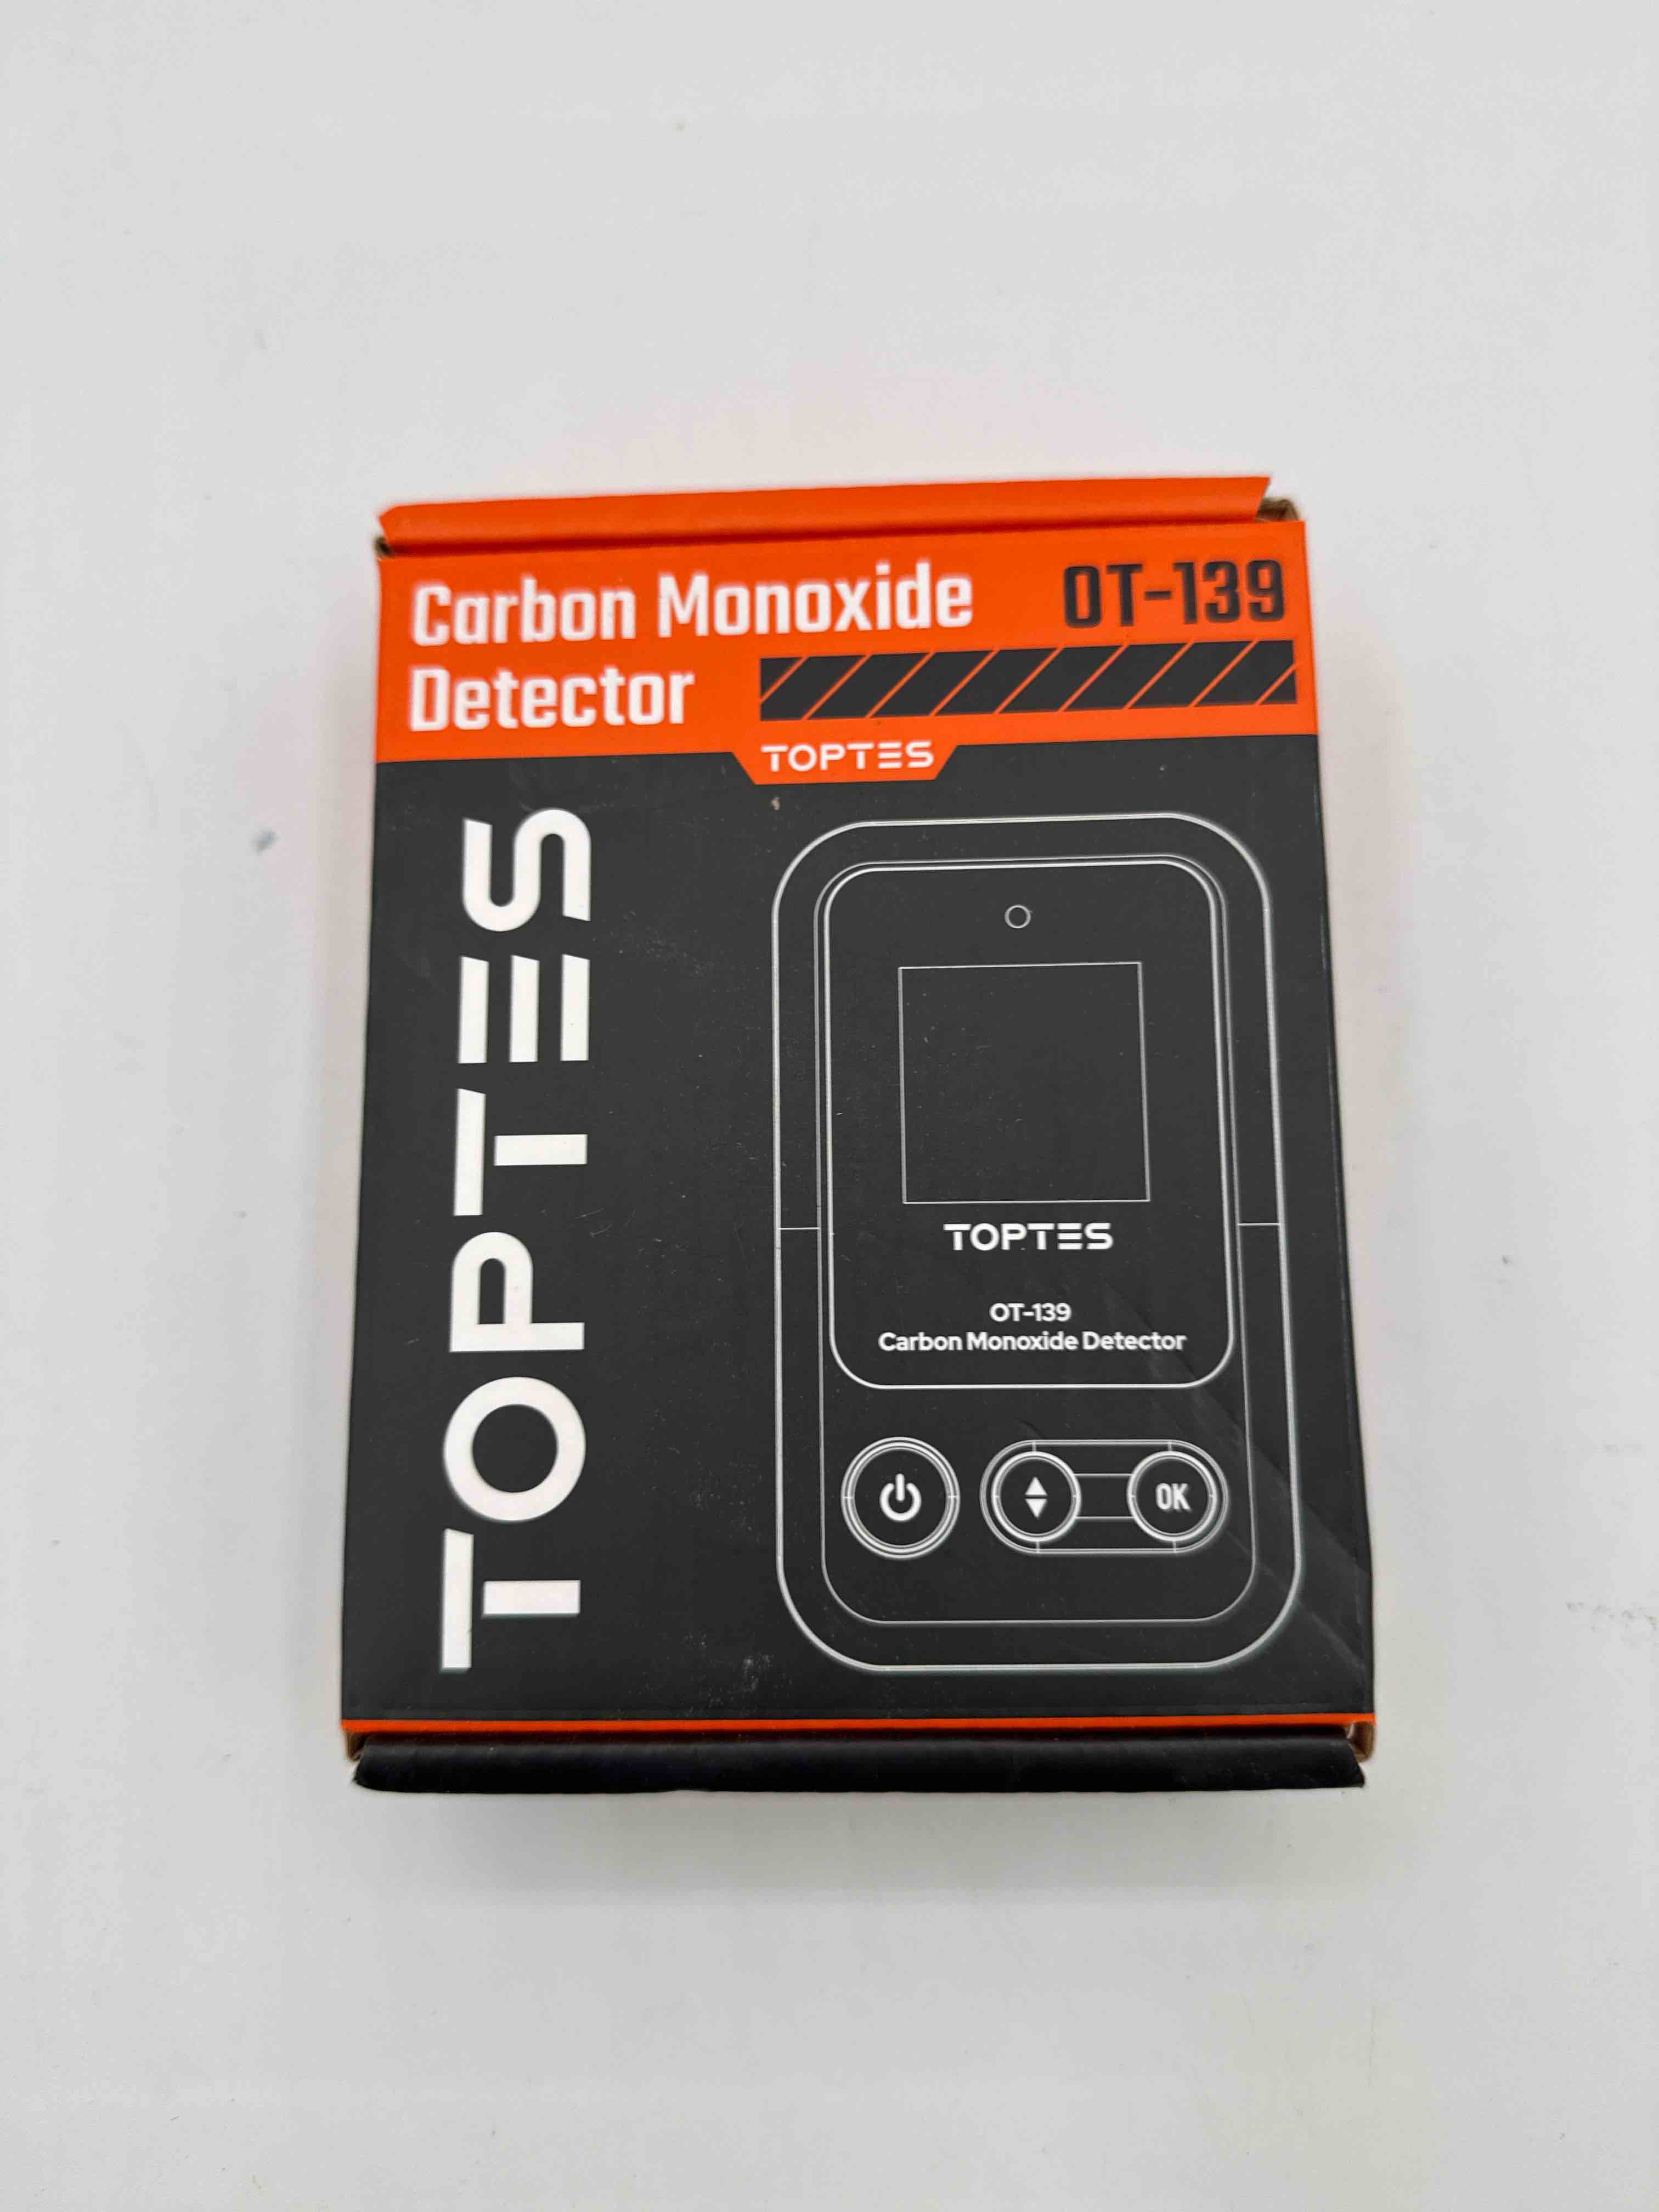 Carbon Monoxide
Detector
OT-139
TOPTES
TOPTES
TOPTES
OT-139
Carbon Monoxide Detector
OK